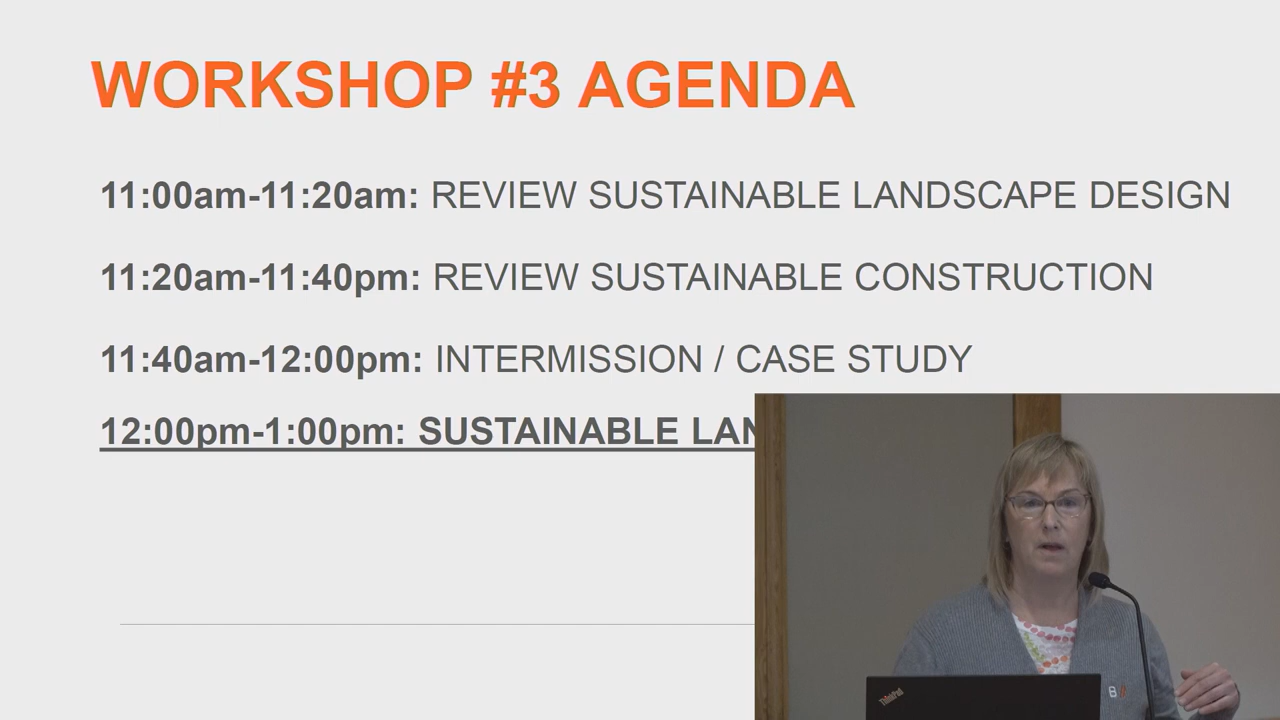 WORKSHOP #3 AGENDA
11:00am-11:20am: REVIEW SUSTAINABLE LANDSCAPE DESIGN
11:20am-11:40pm: REVIEW SUSTAINABLE CONSTRUCTION
11:40am-12:00pm: INTERMISSION / CASE STUDY
12:00pm-1:00pm: SUSTAINABLE LAN
ThinkPad
B